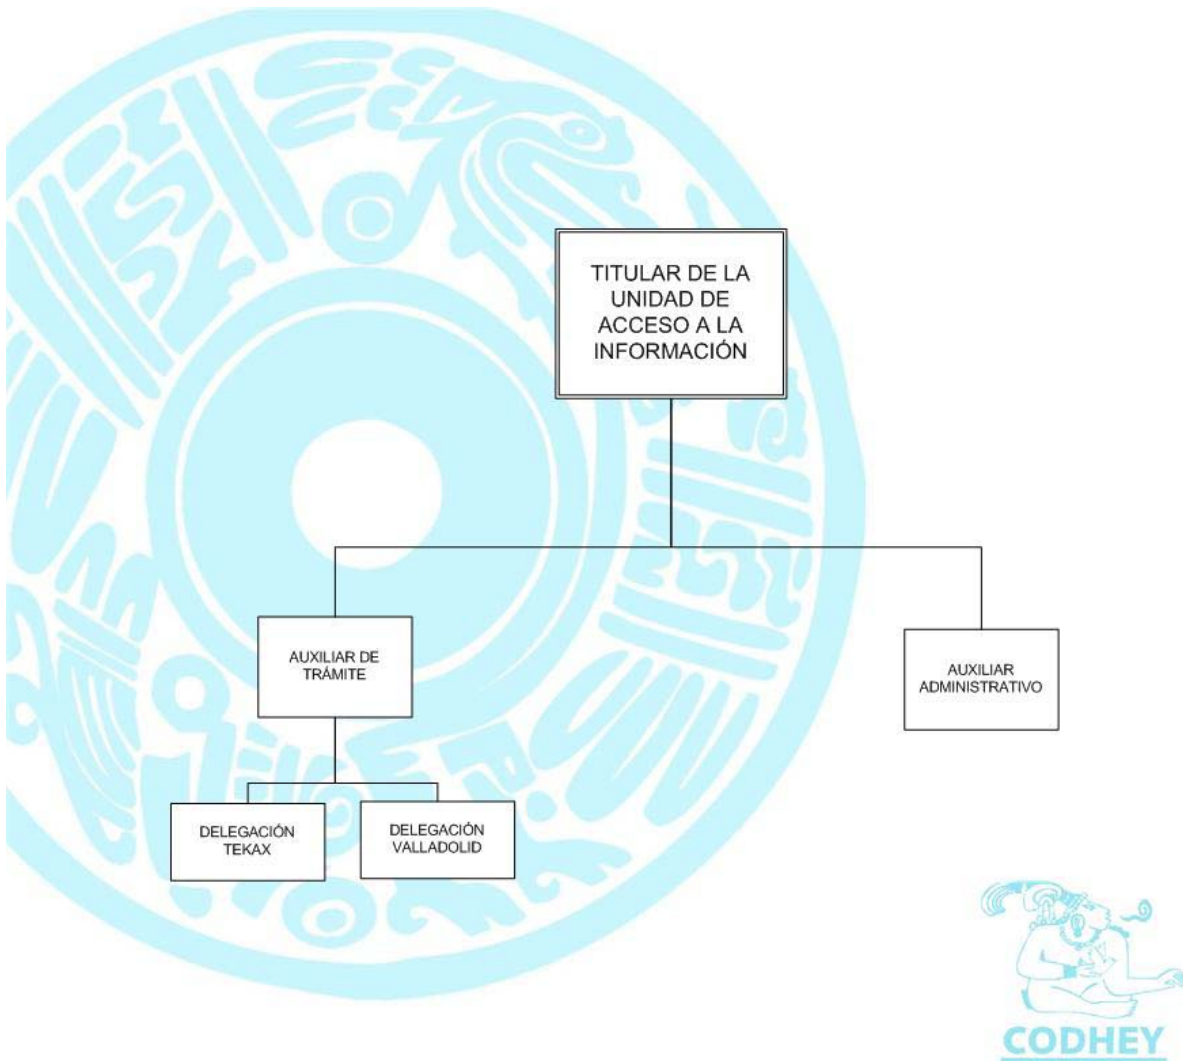 TITULAR DE LA
UNIDAD DE
ACCESO A LA
INFORMACIÓN
AUXILIAR DE
TRÁMITE
AUXILIAR
ADMINISTRATIVO
DELEGACIÓN
TEKAX
DELEGACIÓN
VALLADOLID
CODHEY